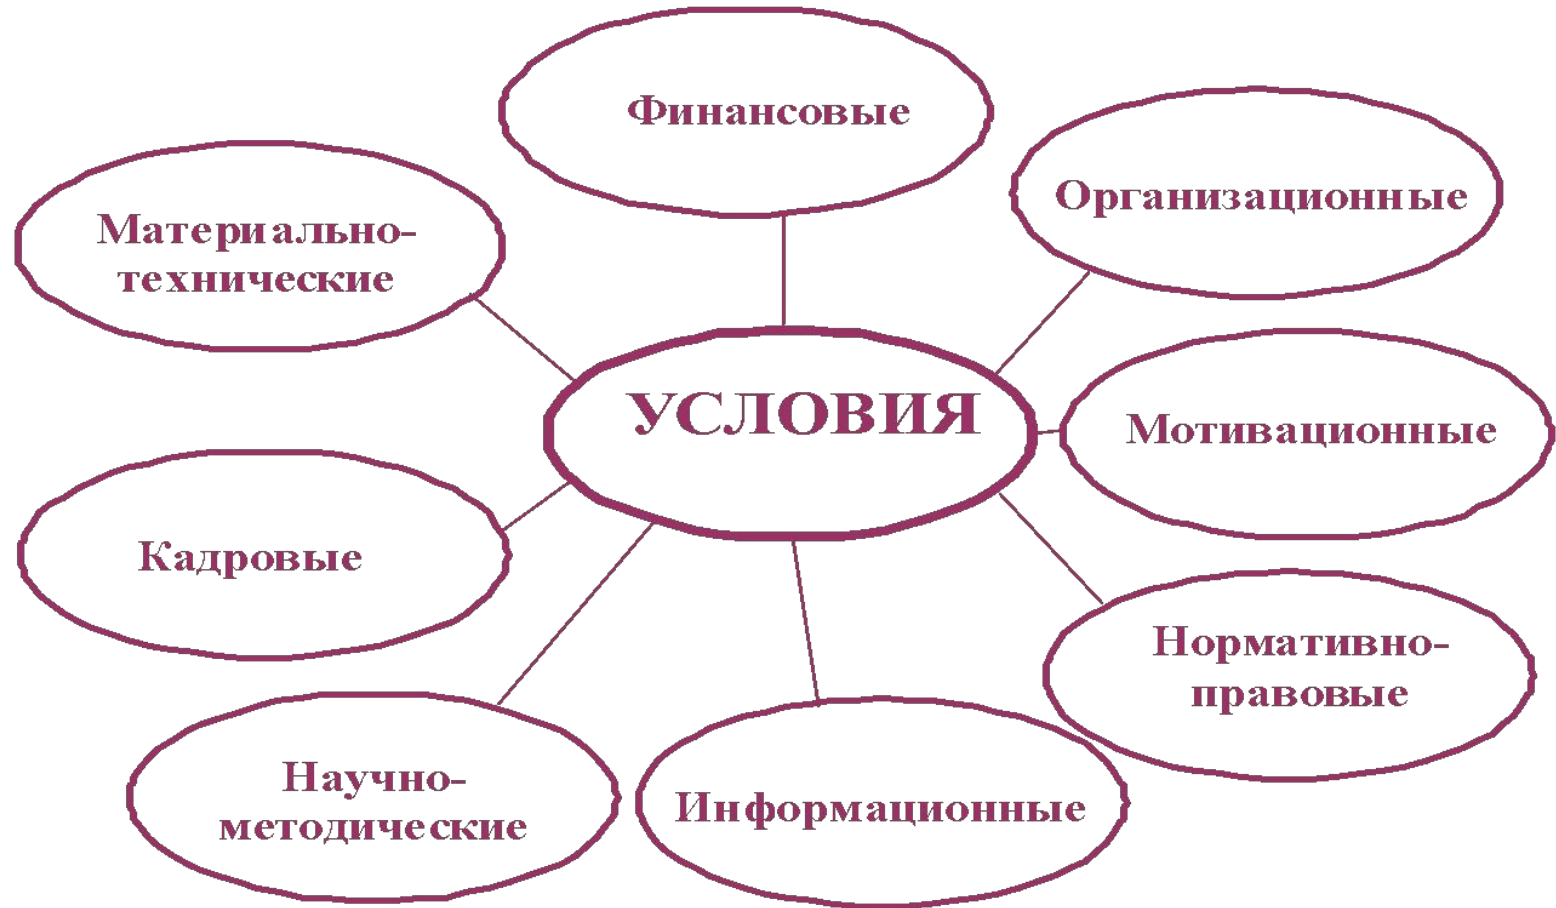 Финансовые
Организационные
Материально-
технические
УСЛОВИЯ
Мотивационные
Кадровые
Нормативно-
правовые
Научно-
методические
Информационные